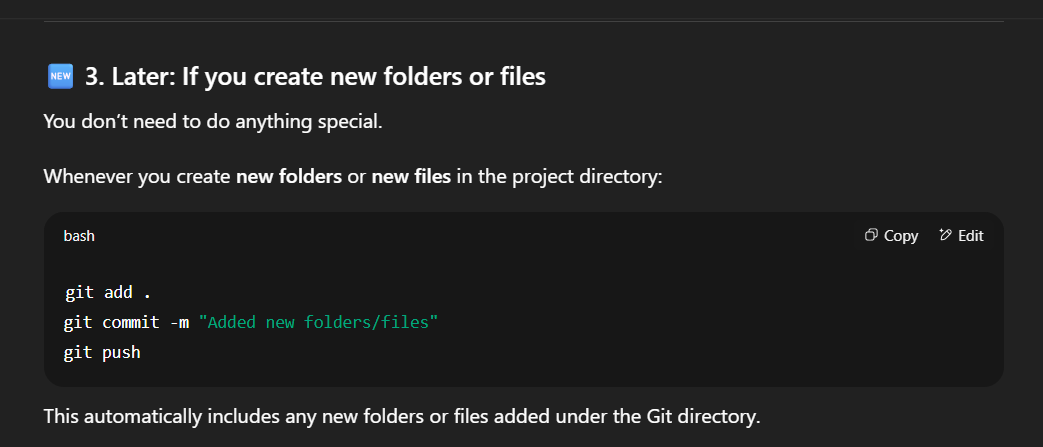 NEW 3. Later: If you create new folders or files
You don’t need to do anything special.
Whenever you create new folders or new files in the project directory:
bash Copy Edit
git add .
git commit -m "Added new folders/files"
git push
This automatically includes any new folders or files added under the Git directory.